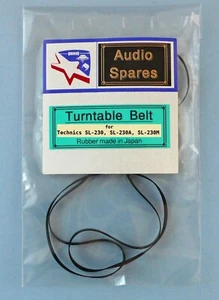 Audio
Spares
Turntable Belt
for
Technics SL-230, SL-230A, SL-230M
Rubber made in Japan